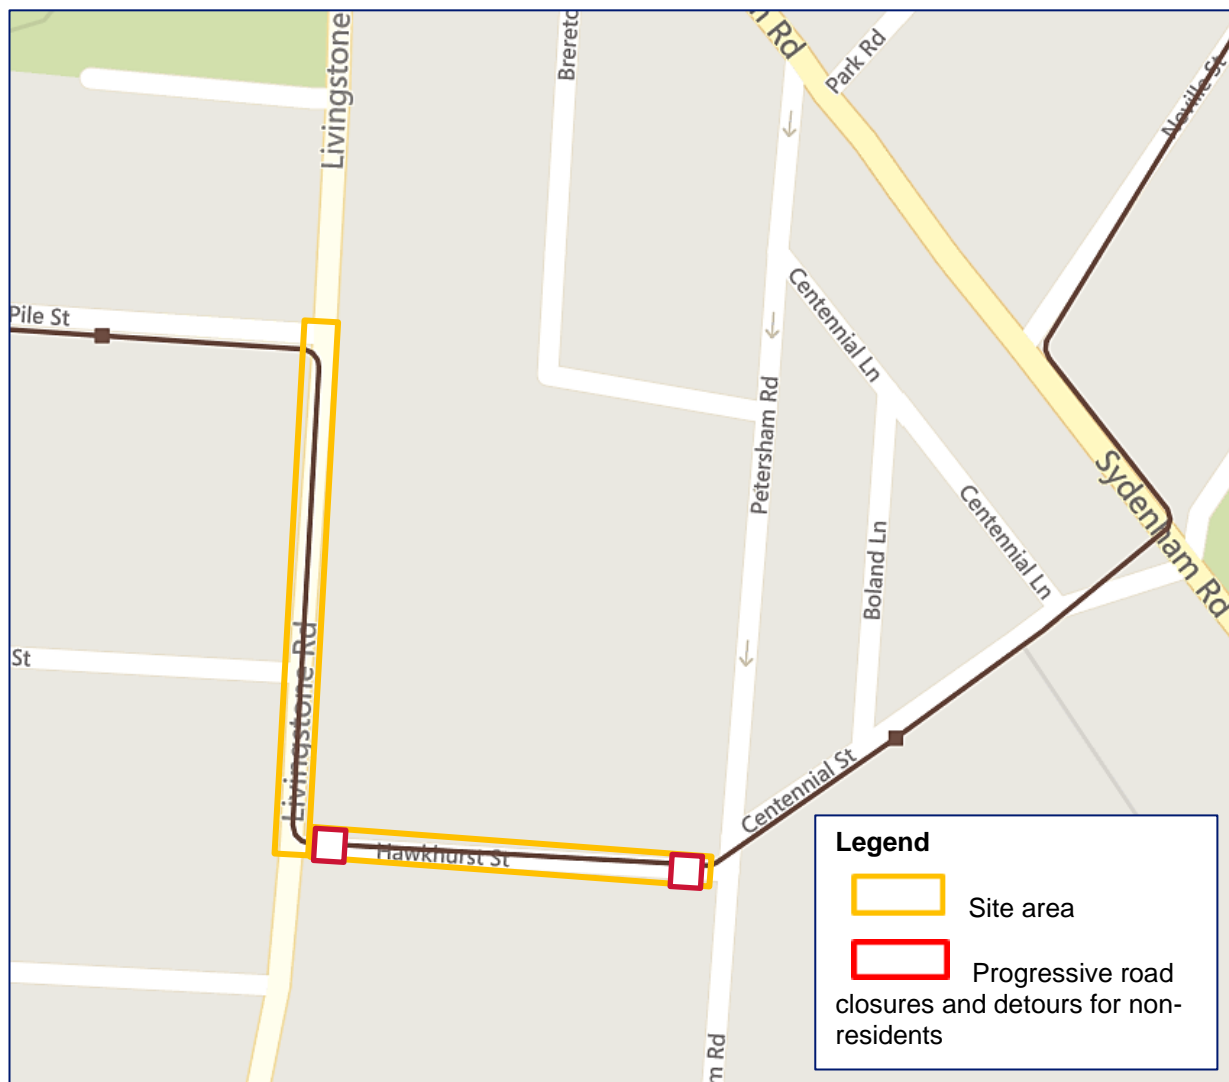 Livingstone
Brereto
n Rd
Park Rd
Neville St
Pile St
Centennial Ln
Petersham Rd
Sydenham Rd
Centennial Ln
Boland Ln
St
Livingstone Rd
Centennial St
Hawkhurst St
m Rd
Legend
Site area
Progressive road
closures and detours for non-
residents